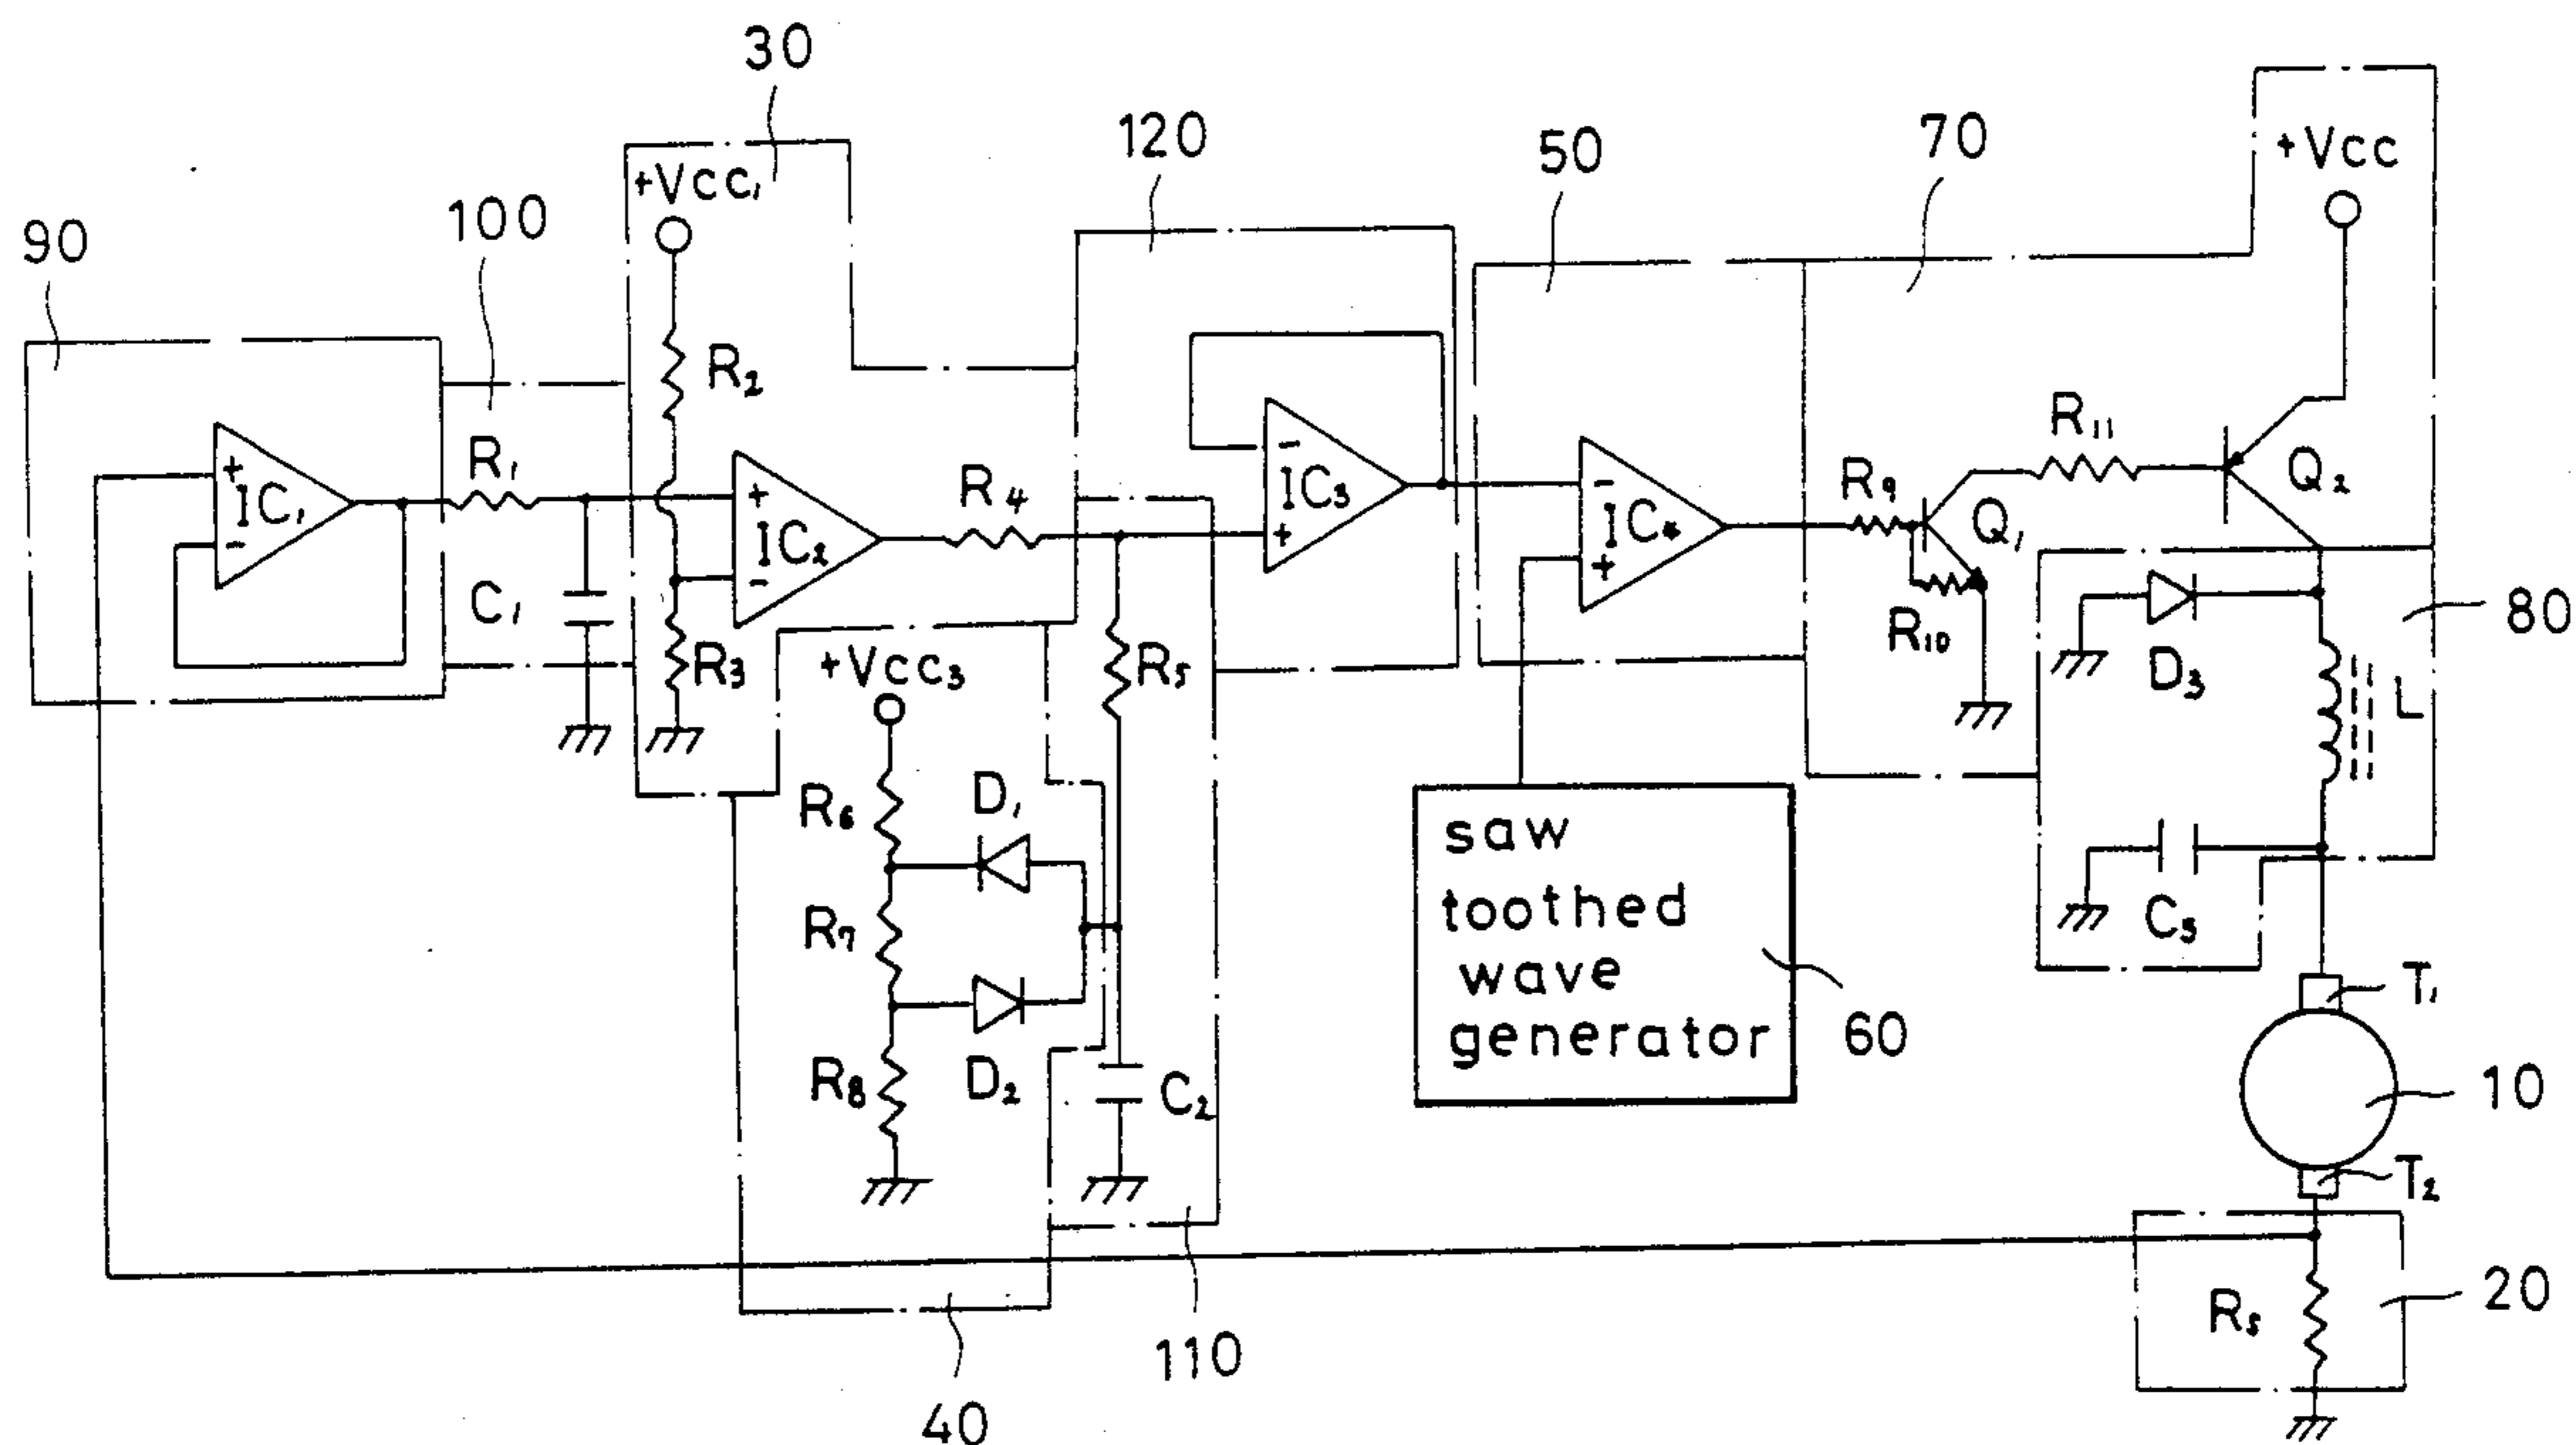 30
120
50
70
+Vcc
+Vcc₁
100
90
R₂
R₁₁
Q₂
R₁
R₄
R₉
Q₁
IC₁
IC₂
IC₃
IC₄
R₁₀
C₁
R₃
R₅
D₃
80
L
+Vcc₃
R₆
D₁
saw
toothed
wave
generator
R₇
60
C₅
T₁
R₈
D₂
C₂
10
T₂
20
R₅
110
40